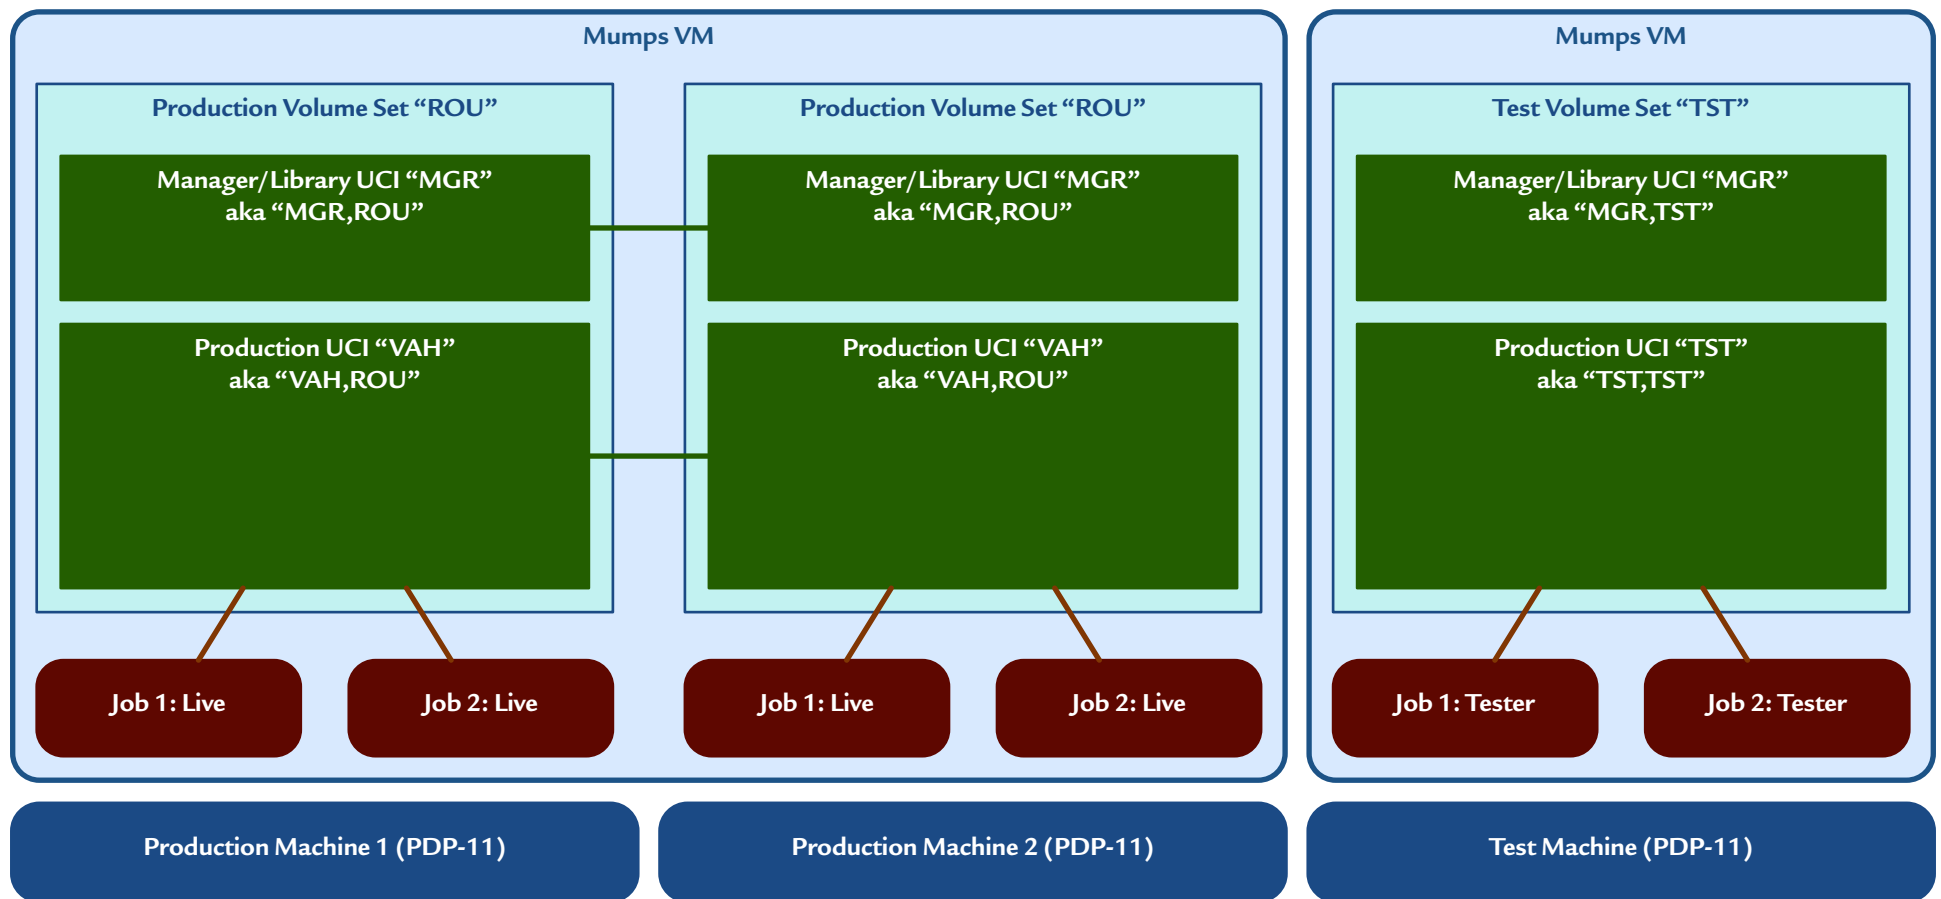 Mumps VM
Production Volume Set “ROU”
Manager/Library UCI “MGR”
aka “MGR,ROU”
Production UCI “VAH”
aka “VAH,ROU”
Job 1: Live
Job 2: Live
Production Volume Set “ROU”
Manager/Library UCI “MGR”
aka “MGR,ROU”
Production UCI “VAH”
aka “VAH,ROU”
Job 1: Live
Job 2: Live
Production Machine 1 (PDP-11)
Production Machine 2 (PDP-11)
Mumps VM
Test Volume Set “TST”
Manager/Library UCI “MGR”
aka “MGR,TST”
Production UCI “TST”
aka “TST,TST”
Job 1: Tester
Job 2: Tester
Test Machine (PDP-11)